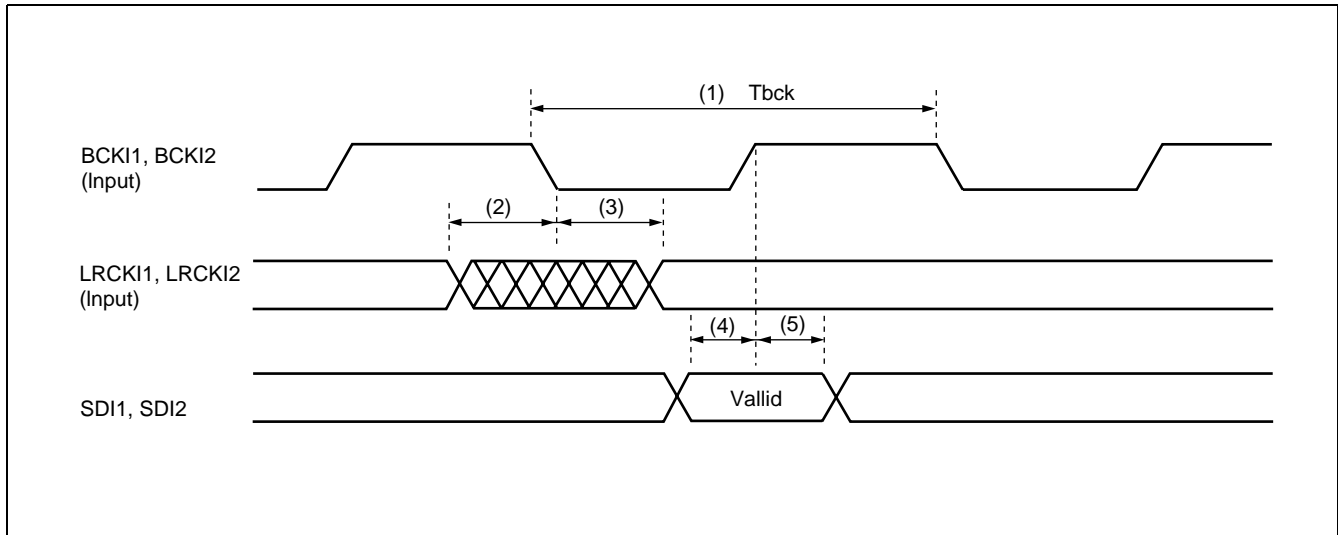 (1) Tbck
BCKI1, BCKI2
(Input)
(2) (3)
LRCKI1, LRCKI2
(Input)
(4) (5)
Vallid
SDI1, SDI2